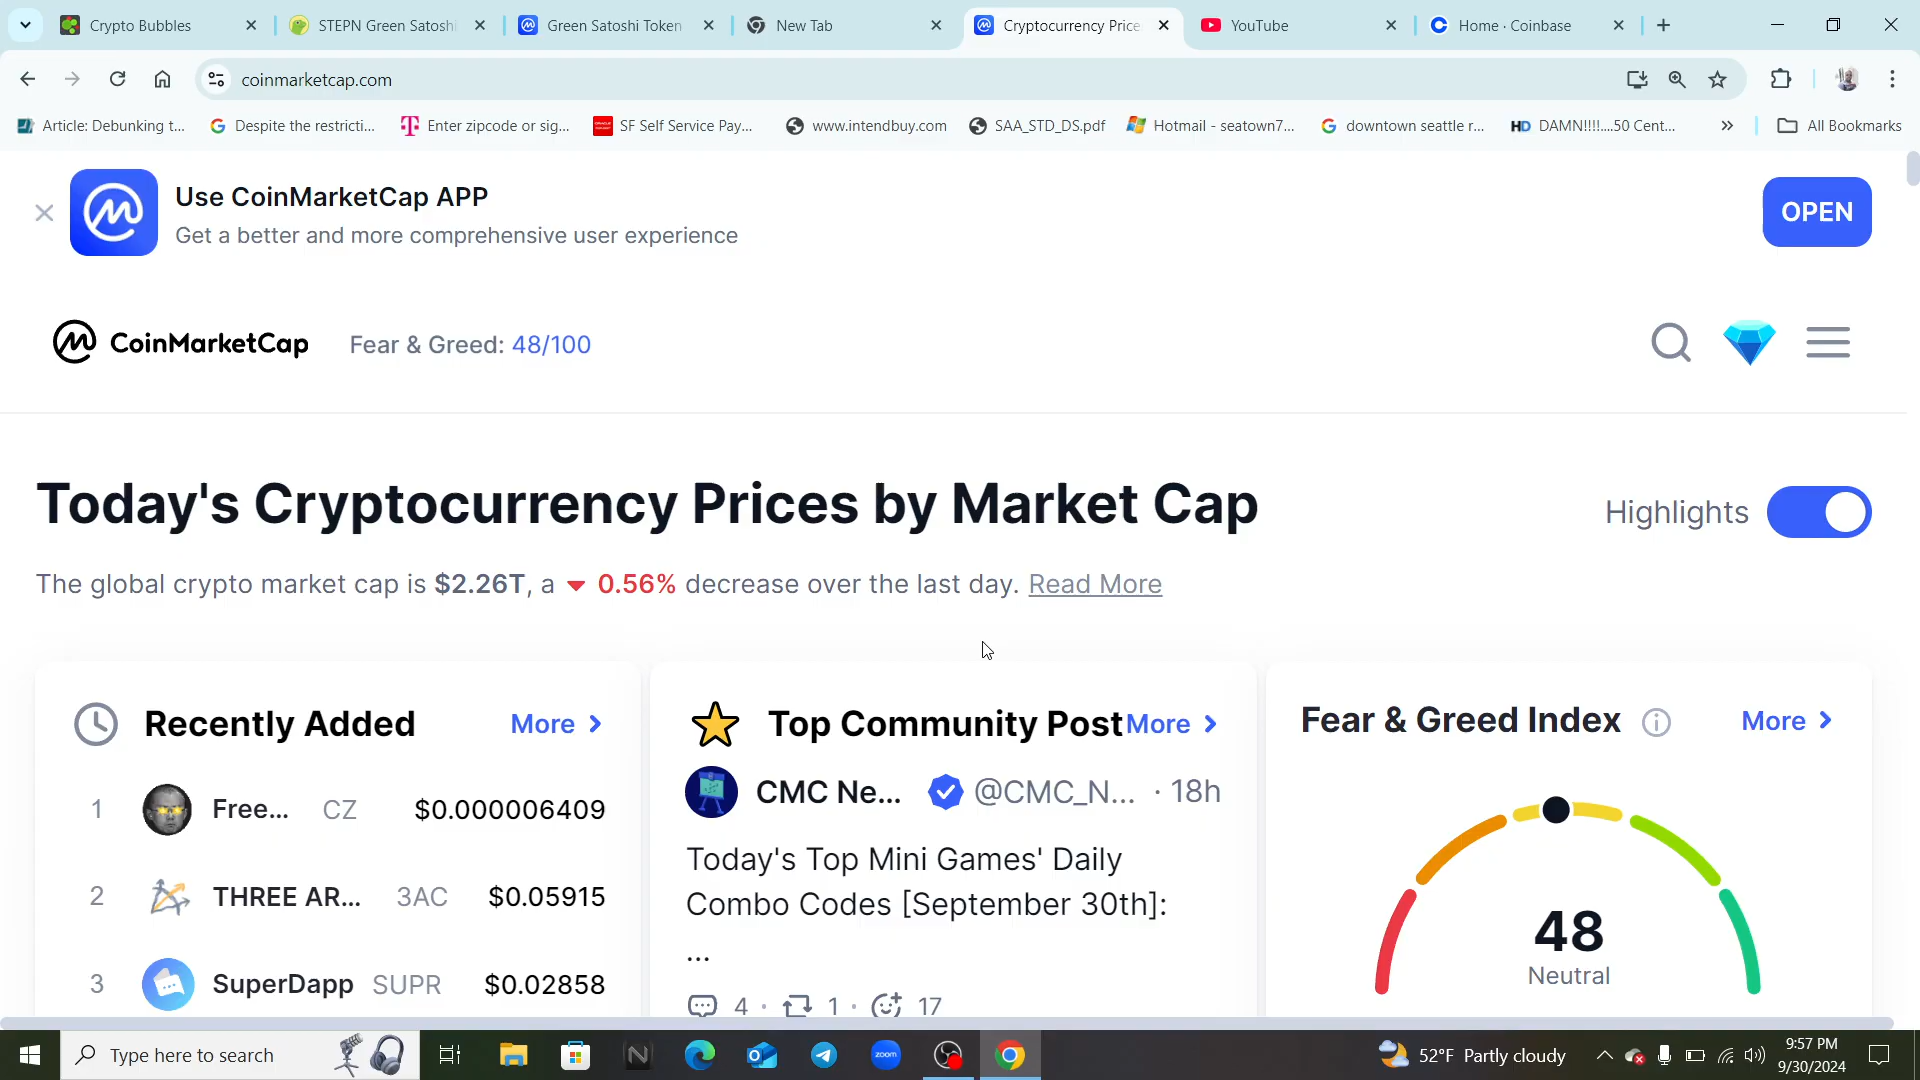 Crypto Bubbles
STEPN Green Satoshi
Green Satoshi Token
New Tab
Cryptocurrency Price
YouTube
Home · Coinbase
coinmarketcap.com
Article: Debunking t...
Despite the restricti...
Enter zipcode or sig...
SF Self Service Pay...
www.intendbuy.com
SAA_STD_DS.pdf
Hotmail - seatown7...
downtown seattle r...
HD DAMN!!!!....50 Cent...
All Bookmarks
Use CoinMarketCap APP
Get a better and more comprehensive user experience
OPEN
CoinMarketCap
Fear & Greed: 48/100
Today's Cryptocurrency Prices by Market Cap
Highlights
The global crypto market cap is $2.26T, a 0.56% decrease over the last day. Read More
Recently Added
More
1 Free... CZ $0.000006409
2 THREE AR... 3AC $0.05915
3 SuperDapp SUPR $0.02858
Top Community Post
More
CMC Ne... @CMC_N... · 18h
Today's Top Mini Games' Daily
Combo Codes [September 30th]:
...
4 · 1 · 17
Fear & Greed Index
More
48
Neutral
Type here to search
zoom
52°F Partly cloudy
9:57 PM
9/30/2024